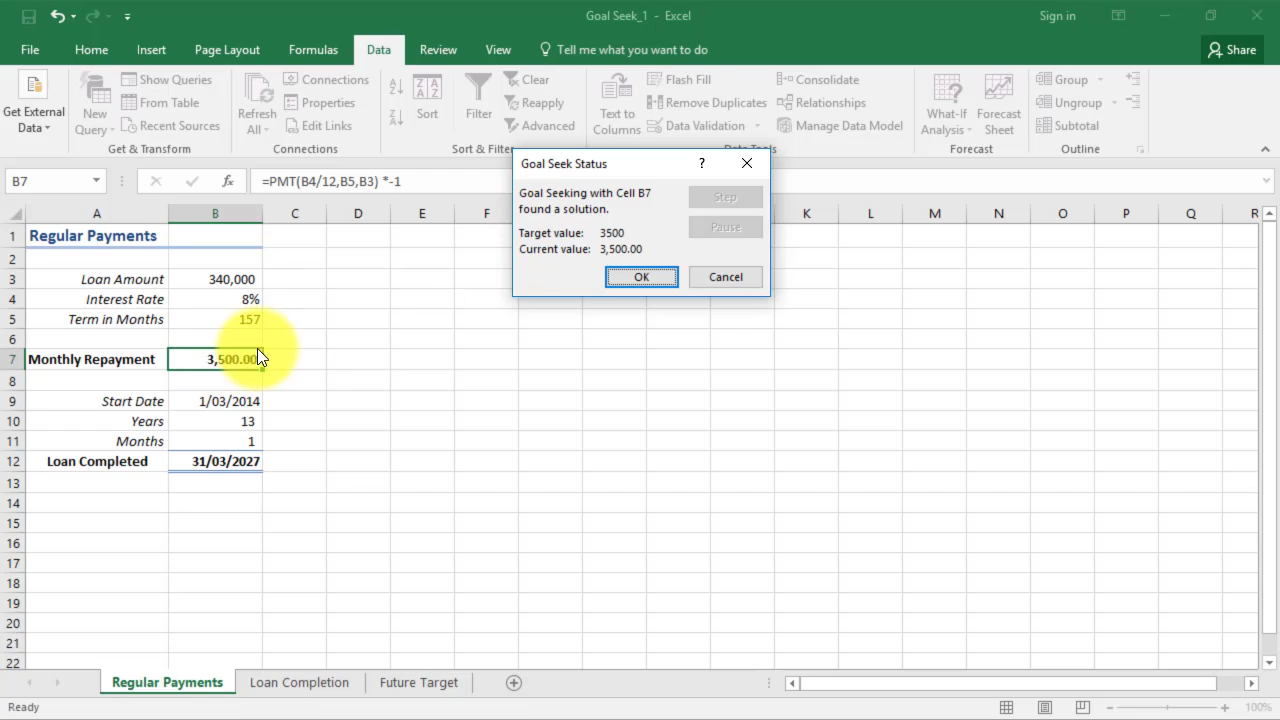 Goal Seek_1 - Excel
Sign in
File Home Insert Page Layout Formulas Data Review View Tell me what you want to do Share
Get External Data
New Query
Show Queries
From Table
Recent Sources
Get & Transform
Refresh All
Connections
Properties
Edit Links
Connections
Sort
Filter
Clear
Reapply
Advanced
Sort & Filter
Text to Columns
Flash Fill
Remove Duplicates
Data Validation
Consolidate
Relationships
Manage Data Model
Data Tools
What-If Analysis
Forecast Sheet
Forecast
Group
Ungroup
Subtotal
Outline
B7 fx =PMT(B4/12,B5,B3) *-1
A B C D E F K L M N O P Q R
1 Regular Payments
2
3 Loan Amount 340,000
4 Interest Rate 8%
5 Term in Months 157
6
7 Monthly Repayment 3,500.00
8
9 Start Date 1/03/2014
10 Years 13
11 Months 1
12 Loan Completed 31/03/2027
13
14
15
16
17
18
19
20
21
22
Goal Seek Status ?
Goal Seeking with Cell B7
found a solution.
Target value: 3500
Current value: 3,500.00
Step
Pause
OK Cancel
Regular Payments Loan Completion Future Target
Ready 100%